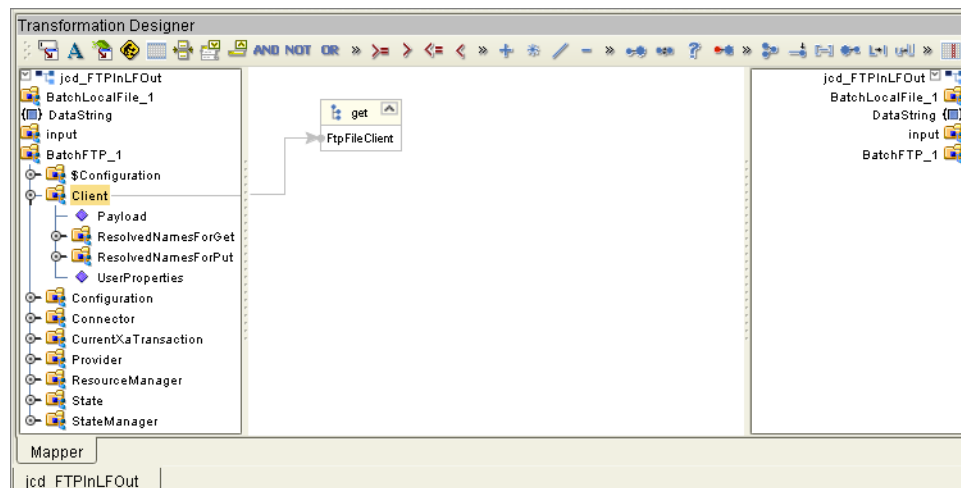 Transformation Designer
A AND NOT OR » >= > <= < » + * / - » ? » »
jcd_FTPInLFOut
BatchLocalFile_1
{ } DataString
input
BatchFTP_1
$Configuration
Client
Payload
ResolvedNamesForGet
ResolvedNamesForPut
UserProperties
Configuration
Connector
CurrentXaTransaction
Provider
ResourceManager
State
StateManager
get
FtpFileClient
jcd_FTPInLFOut
BatchLocalFile_1
DataString {
input
BatchFTP_1
Mapper
jcd_FTPInLFOut